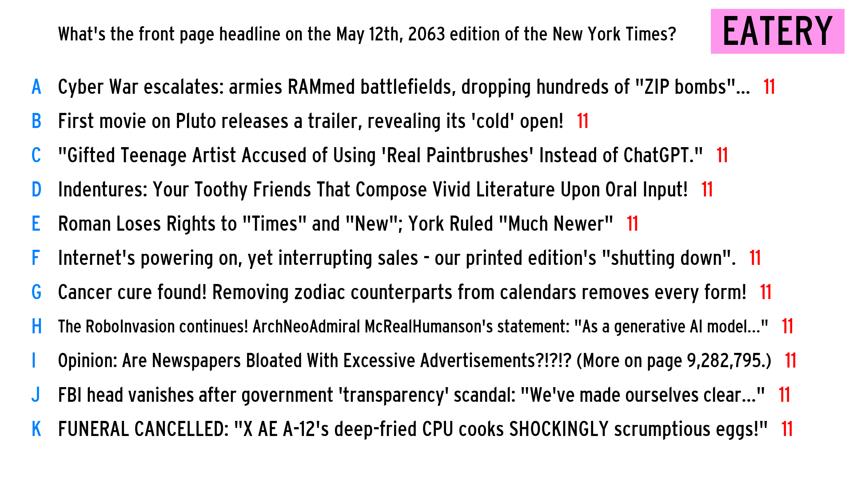 What's the front page headline on the May 12th, 2063 edition of the New York Times?
EATERY
A Cyber War escalates: armies RAMmed battlefields, dropping hundreds of "ZIP bombs"... 11
B First movie on Pluto releases a trailer, revealing its 'cold' open! 11
C "Gifted Teenage Artist Accused of Using 'Real Paintbrushes' Instead of ChatGPT." 11
D Indentures: Your Toothy Friends That Compose Vivid Literature Upon Oral Input! 11
E Roman Loses Rights to "Times" and "New"; York Ruled "Much Newer" 11
F Internet's powering on, yet interrupting sales - our printed edition's "shutting down". 11
G Cancer cure found! Removing zodiac counterparts from calendars removes every form! 11
H The RoboInvasion continues! ArchNeoAdmiral McRealHumanson's statement: "As a generative AI model..." 11
I Opinion: Are Newspapers Bloated With Excessive Advertisements?!?!? (More on page 9,282,795.) 11
J FBI head vanishes after government 'transparency' scandal: "We've made ourselves clear..." 11
K FUNERAL CANCELLED: "X AE A-12's deep-fried CPU cooks SHOCKINGLY scrumptious eggs!" 11